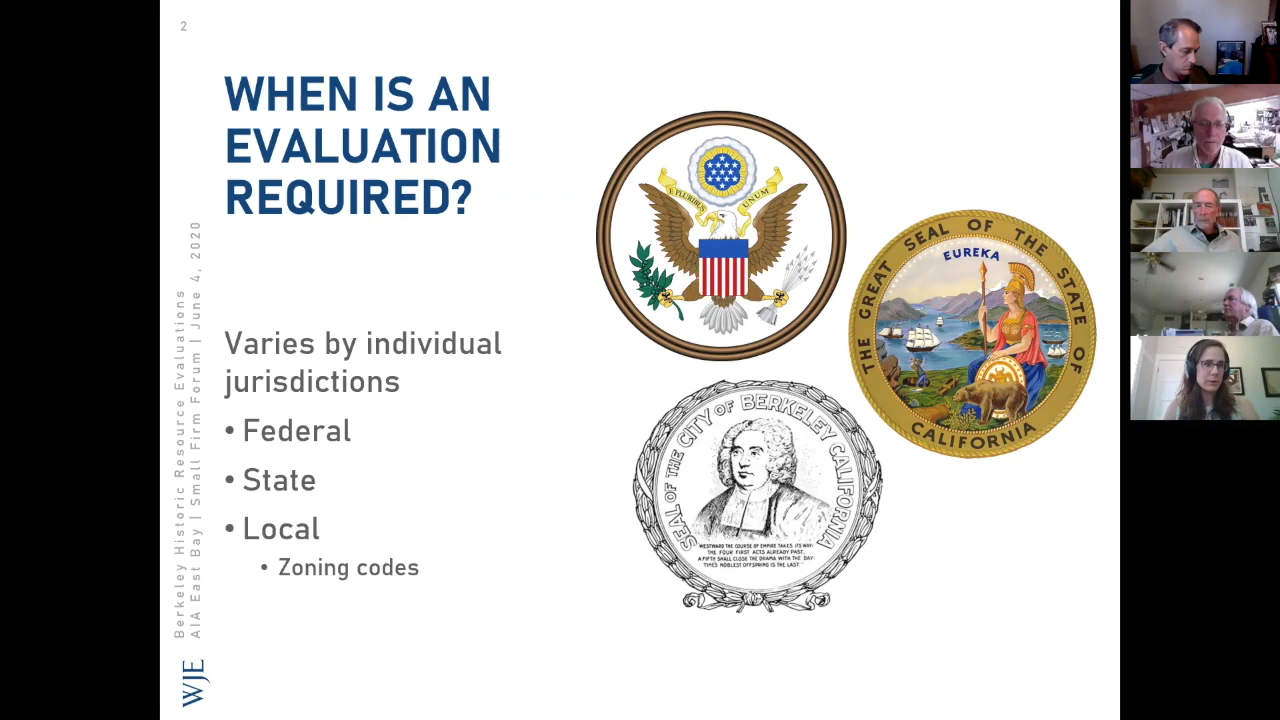 2
WHEN IS AN
EVALUATION
REQUIRED?
Varies by individual
jurisdictions
• Federal
• State
• Local
• Zoning codes
Berkeley Historic Resource Evaluations
AIA East Bay | Small Firm Forum | June 4, 2020
WJE
E PLURIBUS UNUM
THE GREAT SEAL OF THE STATE OF CALIFORNIA
EUREKA
SEAL OF THE CITY OF BERKELEY CALIFORNIA
WESTWARD THE COURSE OF EMPIRE TAKES ITS WAY;
THE FOUR FIRST ACTS ALREADY PAST,
A FIFTH SHALL CLOSE THE DRAMA WITH THE DAY-
TIME'S NOBLEST OFFSPRING IS THE LAST."